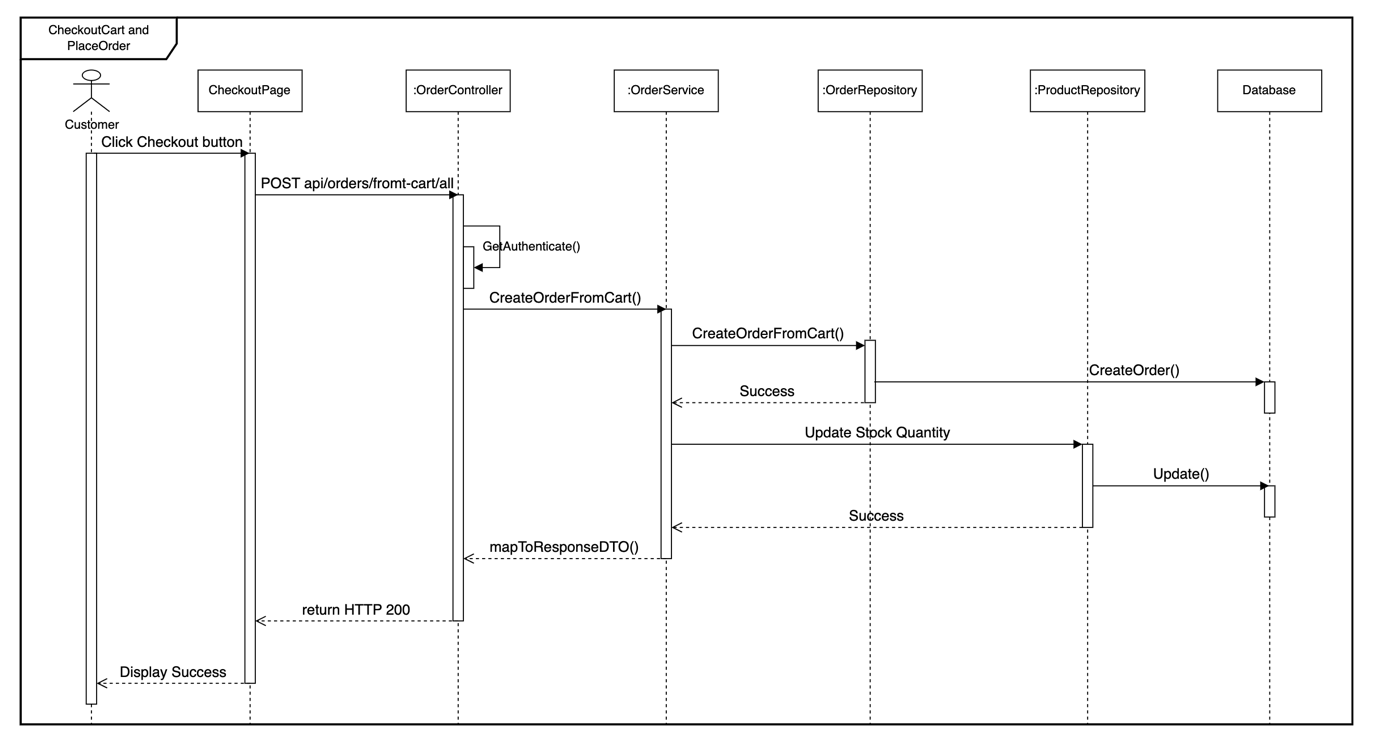 CheckoutCart and
PlaceOrder
Customer
CheckoutPage
:OrderController
:OrderService
:OrderRepository
:ProductRepository
Database
Click Checkout button
POST api/orders/fromt-cart/all
GetAuthenticate()
CreateOrderFromCart()
CreateOrderFromCart()
CreateOrder()
Success
Update Stock Quantity
Update()
Success
mapToResponseDTO()
return HTTP 200
Display Success